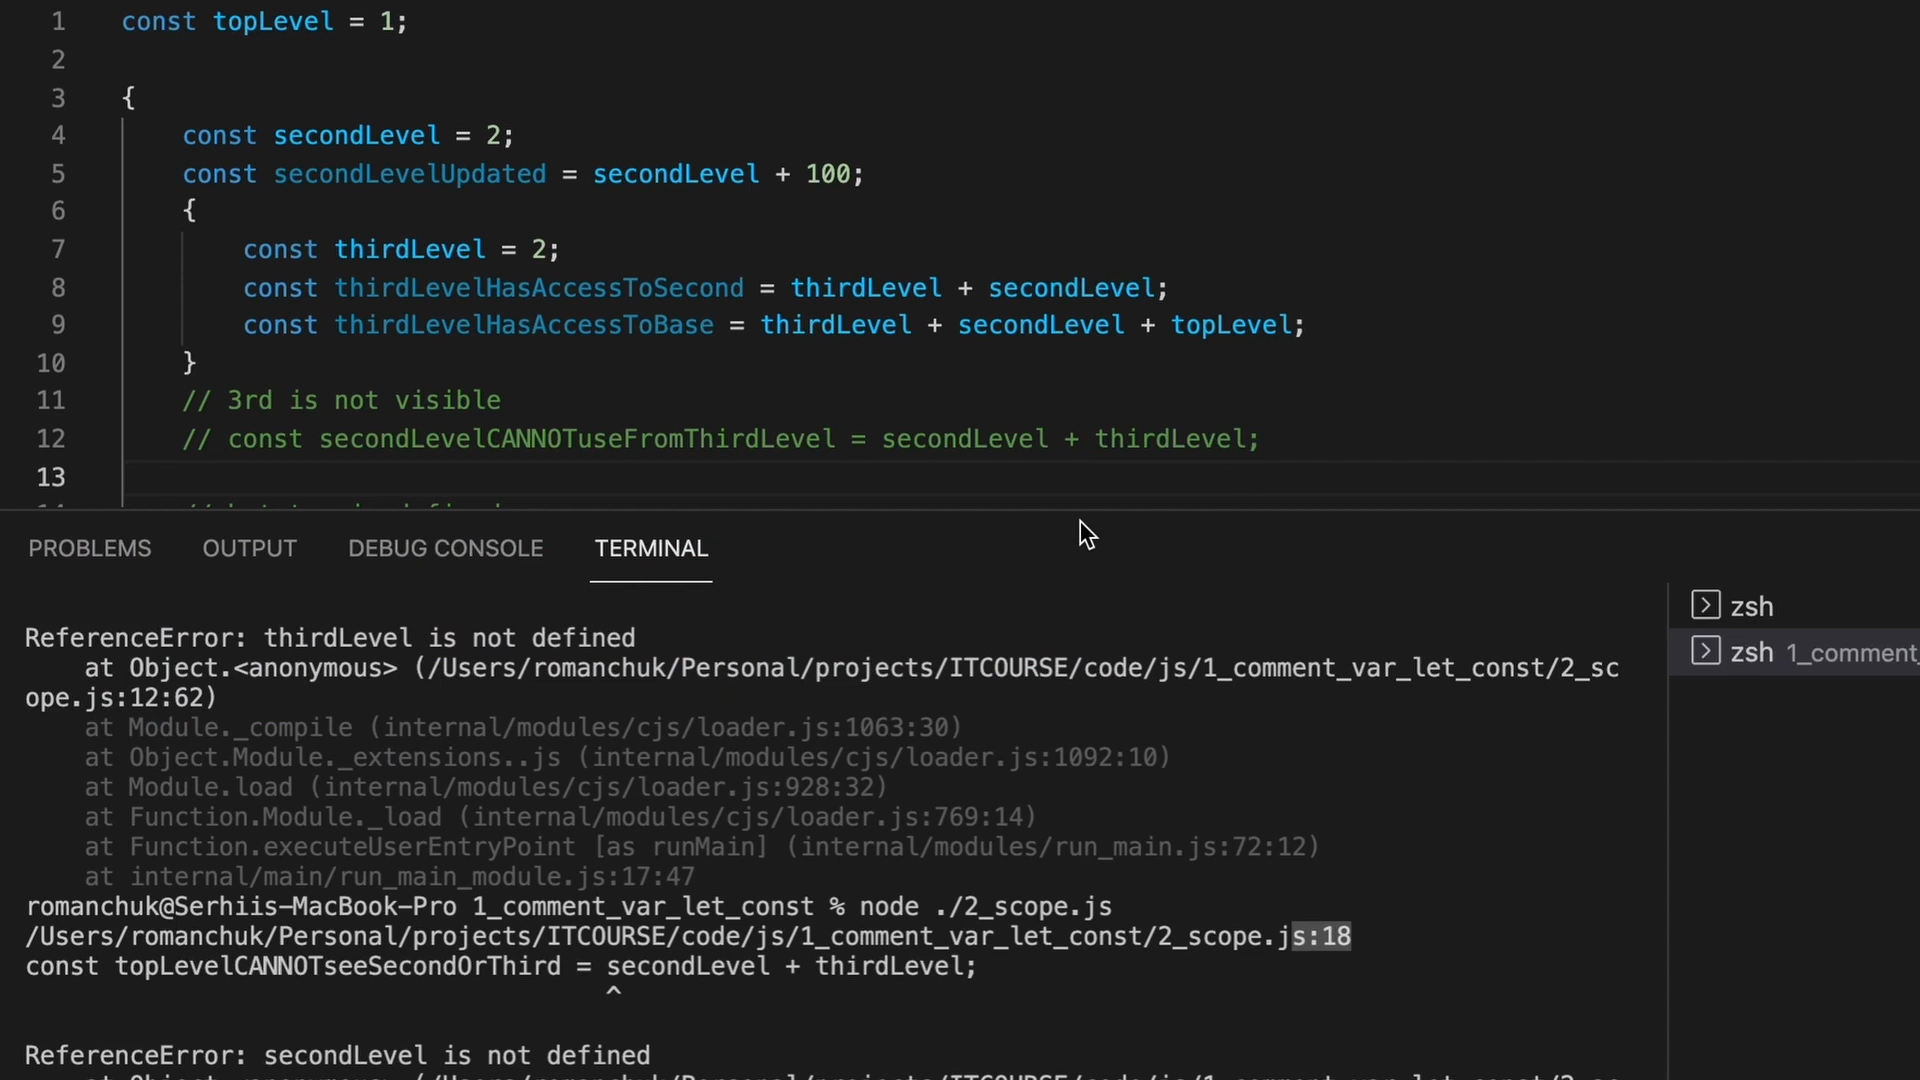 1 const topLevel = 1;
2
3 {
4 const secondLevel = 2;
5 const secondLevelUpdated = secondLevel + 100;
6 {
7 const thirdLevel = 2;
8 const thirdLevelHasAccessToSecond = thirdLevel + secondLevel;
9 const thirdLevelHasAccessToBase = thirdLevel + secondLevel + topLevel;
10 }
11 // 3rd is not visible
12 // const secondLevelCANNOTuseFromThirdLevel = secondLevel + thirdLevel;
13
PROBLEMS OUTPUT DEBUG CONSOLE TERMINAL
ReferenceError: thirdLevel is not defined
at Object.<anonymous> (/Users/romanchuk/Personal/projects/ITCOURSE/code/js/1_comment_var_let_const/2_sc
ope.js:12:62)
at Module._compile (internal/modules/cjs/loader.js:1063:30)
at Object.Module._extensions..js (internal/modules/cjs/loader.js:1092:10)
at Module.load (internal/modules/cjs/loader.js:928:32)
at Function.Module._load (internal/modules/cjs/loader.js:769:14)
at Function.executeUserEntryPoint [as runMain] (internal/modules/run_main.js:72:12)
at internal/main/run_main_module.js:17:47
romanchuk@Serhiis-MacBook-Pro 1_comment_var_let_const % node ./2_scope.js
/Users/romanchuk/Personal/projects/ITCOURSE/code/js/1_comment_var_let_const/2_scope.js:18
const topLevelCANNOTseeSecondOrThird = secondLevel + thirdLevel;
^
ReferenceError: secondLevel is not defined
zsh
zsh 1_comment_